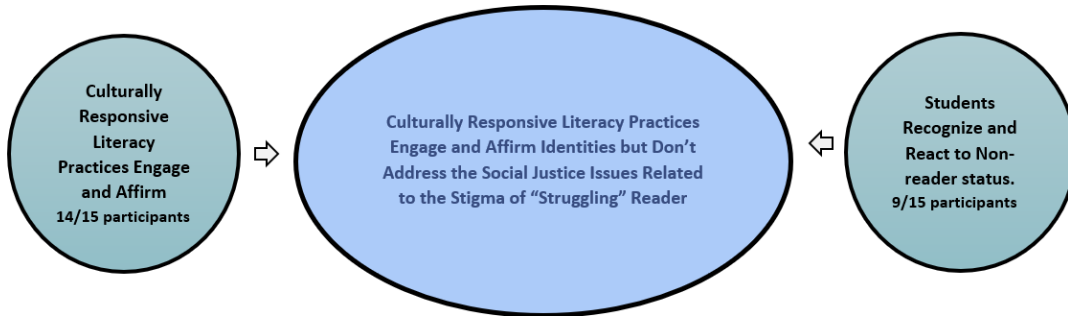 Culturally
Responsive
Literacy
Practices Engage
and Affirm
14/15 participants
Culturally Responsive Literacy Practices
Engage and Affirm Identities but Don’t
Address the Social Justice Issues Related
to the Stigma of “Struggling” Reader
Students
Recognize and
React to Non-
reader status.
9/15 participants